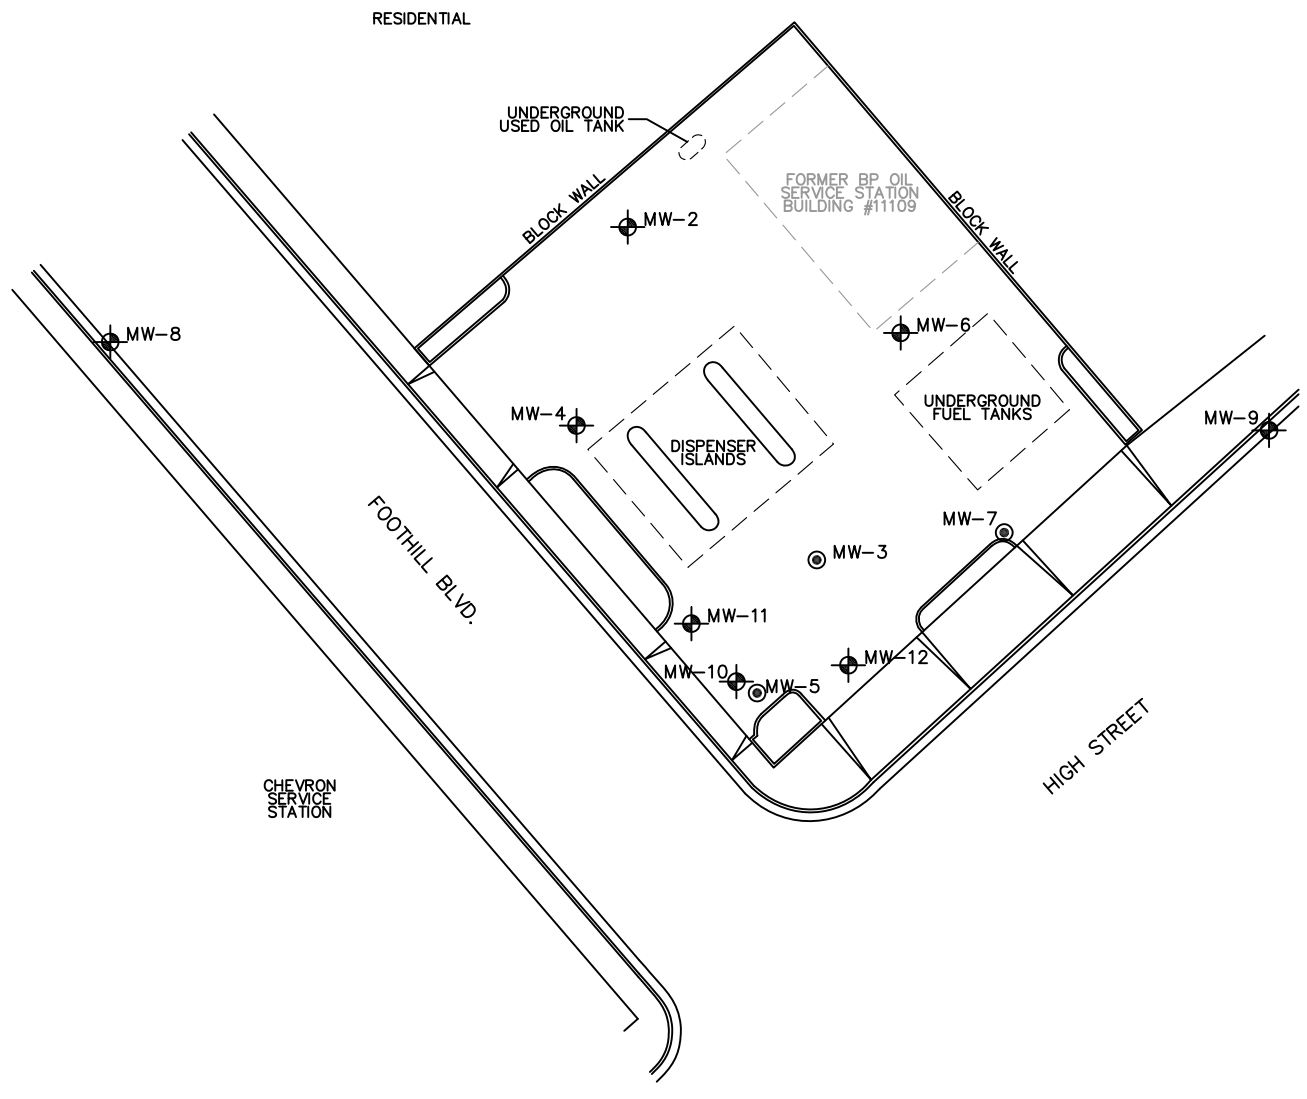 RESIDENTIAL
UNDERGROUND
USED OIL TANK
BLOCK WALL
FORMER BP OIL
SERVICE STATION
BUILDING #11109
BLOCK WALL
MW-2
MW-8
MW-6
MW-4
UNDERGROUND
FUEL TANKS
MW-9
DISPENSER
ISLANDS
FOOTHILL BLVD.
MW-7
MW-3
MW-11
MW-12
MW-10
MW-5
HIGH STREET
CHEVRON
SERVICE
STATION